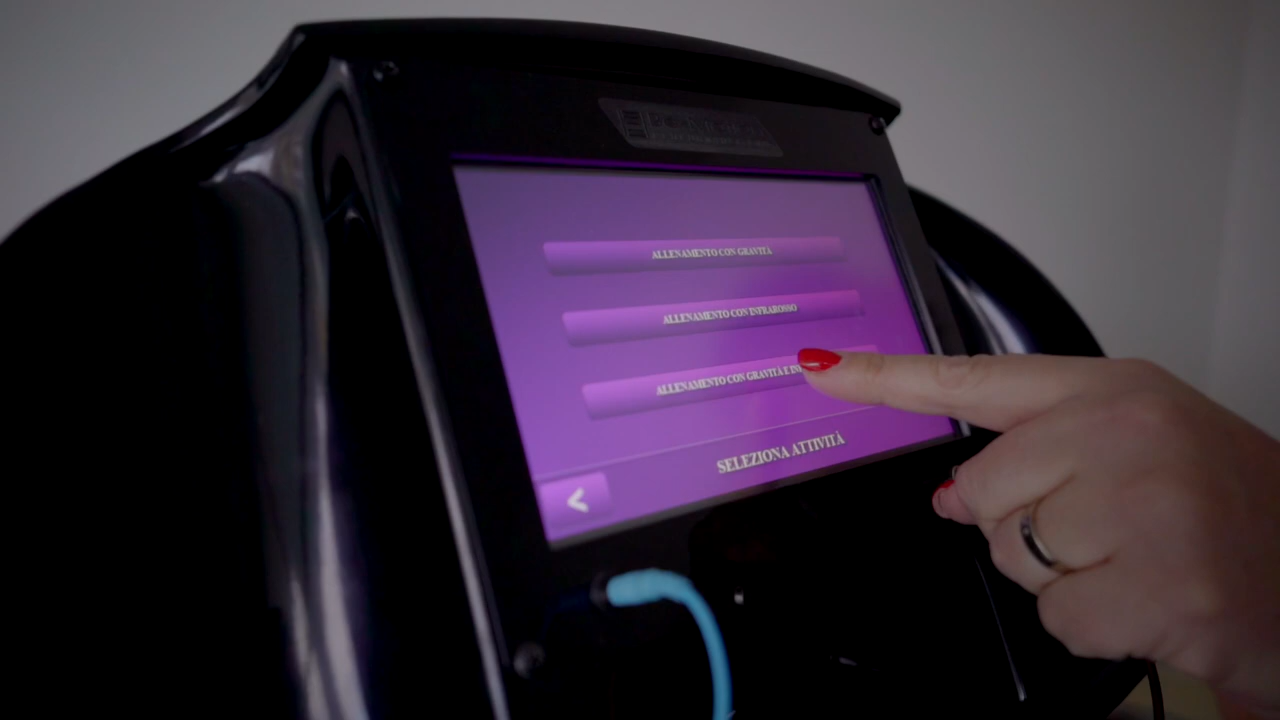 ALLENAMENTO CON GRAVITÀ
ALLENAMENTO CON INFRAROSSO
ALLENAMENTO CON GRAVITÀ E
SELEZIONA ATTIVITÀ
<